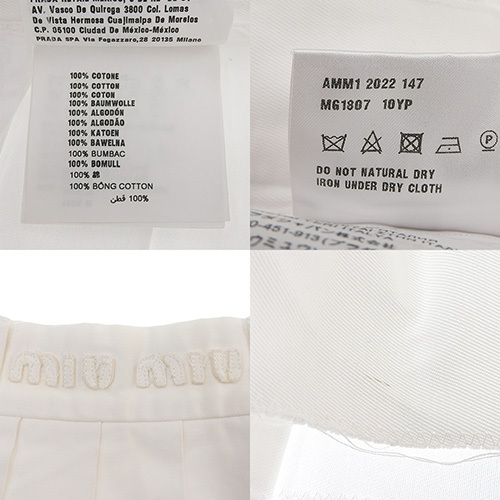 AV. Vasco De Quiroga 3800 Col. Lomas
De Vista Hermosa Cuajimalpa De Morelos
C.P. 05100 Ciudad De México-México
PRADA SPA Via Fogazzaro,28 20135 Milano
100% COTONE
100% COTTON
100% COTON
100% BAUMWOLLE
100% ALGODÓN
100% ALGODÃO
100% KATOEN
100% BAWELNA
100% BUMBAC
100% BOMULL
100% 綿
100% BÔNG COTTON
100% قطن
AMM1 2022 147
MG1807 10YP
P
DO NOT NATURAL DRY
IRON UNDER DRY CLOTH
miu miu